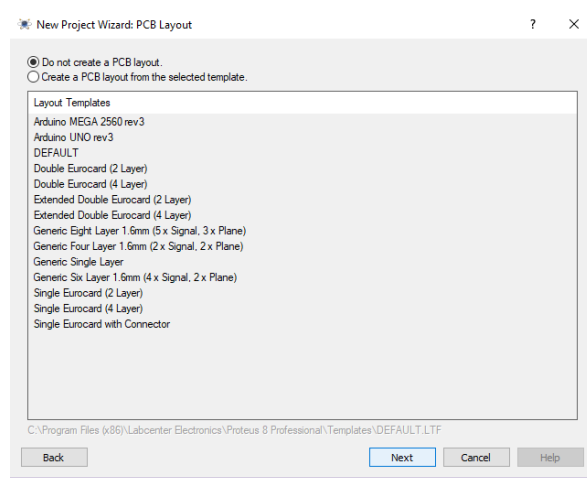 New Project Wizard: PCB Layout ? ×
Do not create a PCB layout.
Create a PCB layout from the selected template.
Layout Templates
Arduino MEGA 2560 rev3
Arduino UNO rev3
DEFAULT
Double Eurocard (2 Layer)
Double Eurocard (4 Layer)
Extended Double Eurocard (2 Layer)
Extended Double Eurocard (4 Layer)
Generic Eight Layer 1.6mm (5 x Signal, 3 x Plane)
Generic Four Layer 1.6mm (2 x Signal, 2 x Plane)
Generic Single Layer
Generic Six Layer 1.6mm (4 x Signal, 2 x Plane)
Single Eurocard (2 Layer)
Single Eurocard (4 Layer)
Single Eurocard with Connector
C:\Program Files (x86)\Labcenter Electronics\Proteus 8 Professional\Templates\DEFAULT.LTF
Back Next Cancel Help